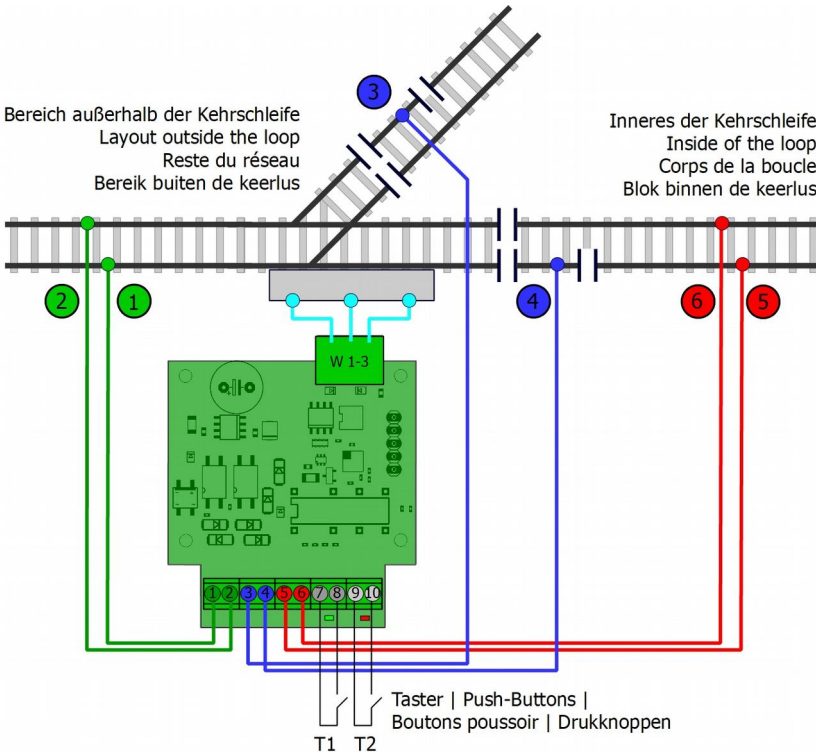 3
Bereich außerhalb der Kehrschleife
Layout outside the loop
Reste du réseau
Bereik buiten de keerlus
Inneres der Kehrschleife
Inside of the loop
Corps de la boucle
Blok binnen de keerlus
2 1 4 6 5
W 1-3
1 2 3 4 5 6 7 8 9 10
Taster | Push-Buttons |
Boutons poussoir | Drukknoppen
T1 T2